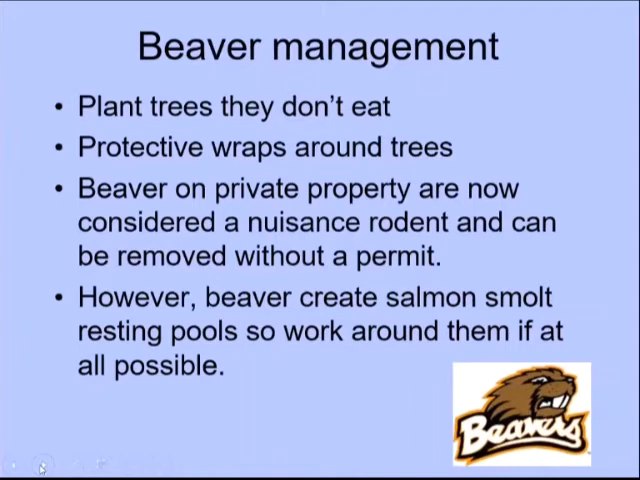 Beaver management
• Plant trees they don't eat
• Protective wraps around trees
• Beaver on private property are now
considered a nuisance rodent and can
be removed without a permit.
• However, beaver create salmon smolt
resting pools so work around them if at
all possible.
Beavers